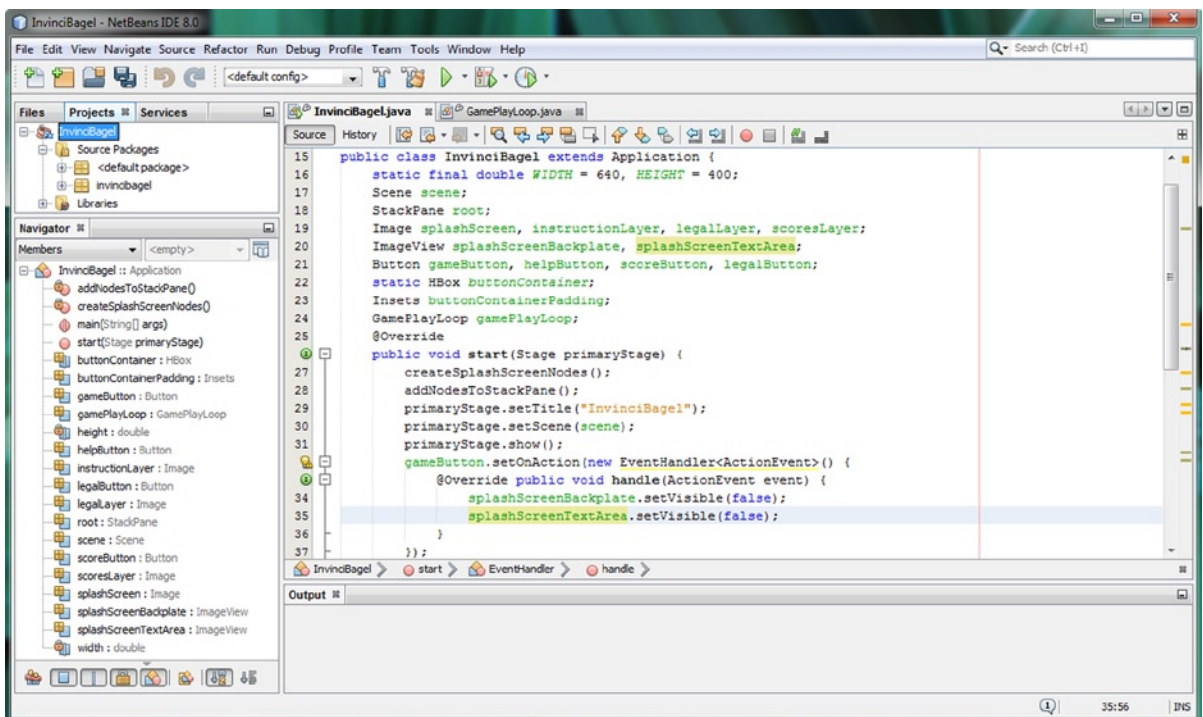 InvinciBagel - NetBeans IDE 8.0
File Edit View Navigate Source Refactor Run Debug Profile Team Tools Window Help
Search (Ctrl+I)
<default config>
Files Projects Services
InvinciBagel
Source Packages
<default package>
invincibagel
Libraries
Navigator
Members <empty>
InvinciBagel :: Application
addNodesToStackPane()
createSplashScreenNodes()
main(String[] args)
start(Stage primaryStage)
buttonContainer : HBox
buttonContainerPadding : Insets
gameButton : Button
gamePlayLoop : GamePlayLoop
height : double
helpButton : Button
instructionLayer : Image
legalButton : Button
legalLayer : Image
root : StackPane
scene : Scene
scoreButton : Button
scoresLayer : Image
splashScreen : Image
splashScreenBackplate : ImageView
splashScreenTextArea : ImageView
width : double
InvinciBagel.java GamePlayLoop.java
Source History
15 public class InvinciBagel extends Application {
16 static final double WIDTH = 640, HEIGHT = 400;
17 Scene scene;
18 StackPane root;
19 Image splashScreen, instructionLayer, legalLayer, scoresLayer;
20 ImageView splashScreenBackplate, splashScreenTextArea;
21 Button gameButton, helpButton, scoreButton, legalButton;
22 static HBox buttonContainer;
23 Insets buttonContainerPadding;
24 GamePlayLoop gamePlayLoop;
25 @Override
public void start(Stage primaryStage) {
27 createSplashScreenNodes();
28 addNodesToStackPane();
29 primaryStage.setTitle("InvinciBagel");
30 primaryStage.setScene(scene);
31 primaryStage.show();
gameButton.setOnAction(new EventHandler<ActionEvent>() {
@Override public void handle(ActionEvent event) {
34 splashScreenBackplate.setVisible(false);
35 splashScreenTextArea.setVisible(false);
36 }
37 });
InvinciBagel start EventHandler handle
Output
1 35:56 INS